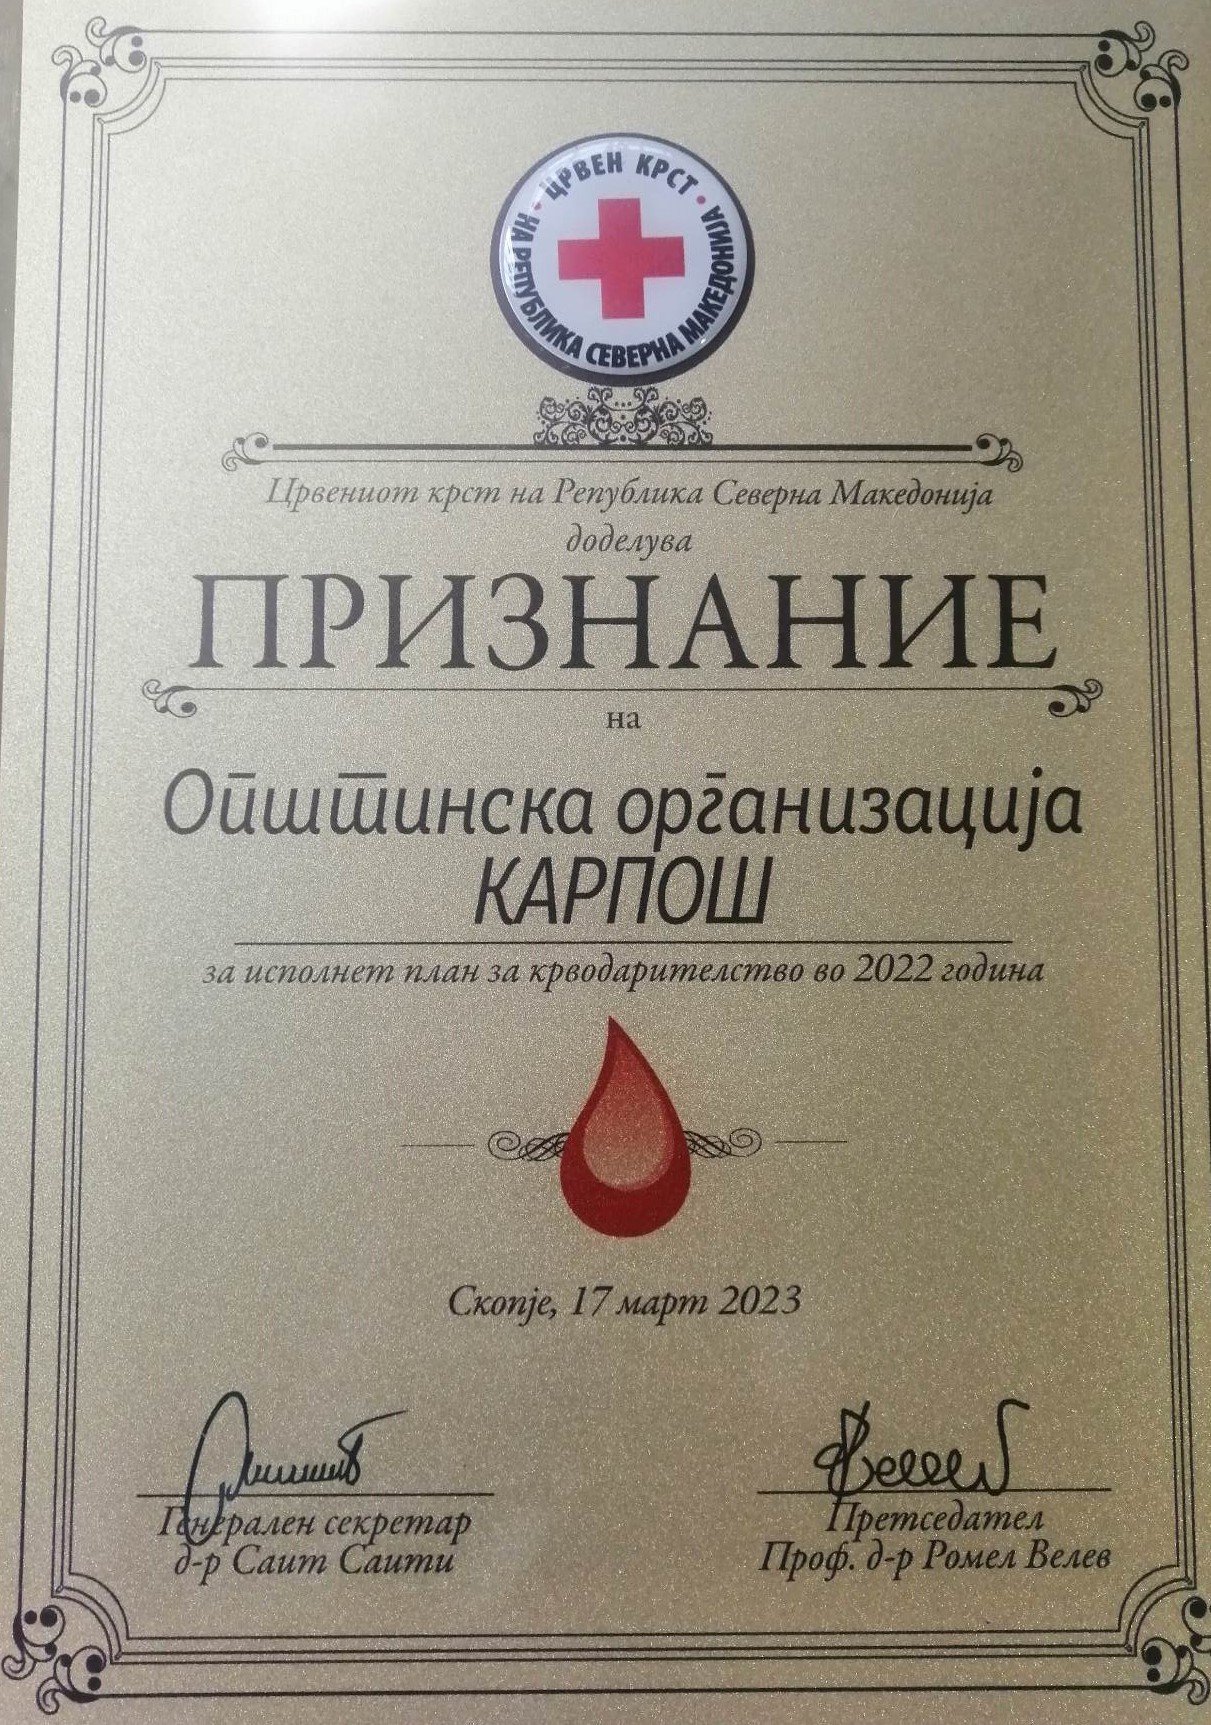 ЦРВЕН КРСТ
НА РЕПУБЛИКА СЕВЕРНА МАКЕДОНИЈА
Црвениот крст на Република Северна Македонија
доделува
ПРИЗНАНИЕ
на
Општинска организација
КАРПОШ
за исполнет план за крводарителство во 2022 година
Скопје, 17 март 2023
Генерален секретар
д-р Саит Саити
Претседател
Проф. д-р Ромел Велев